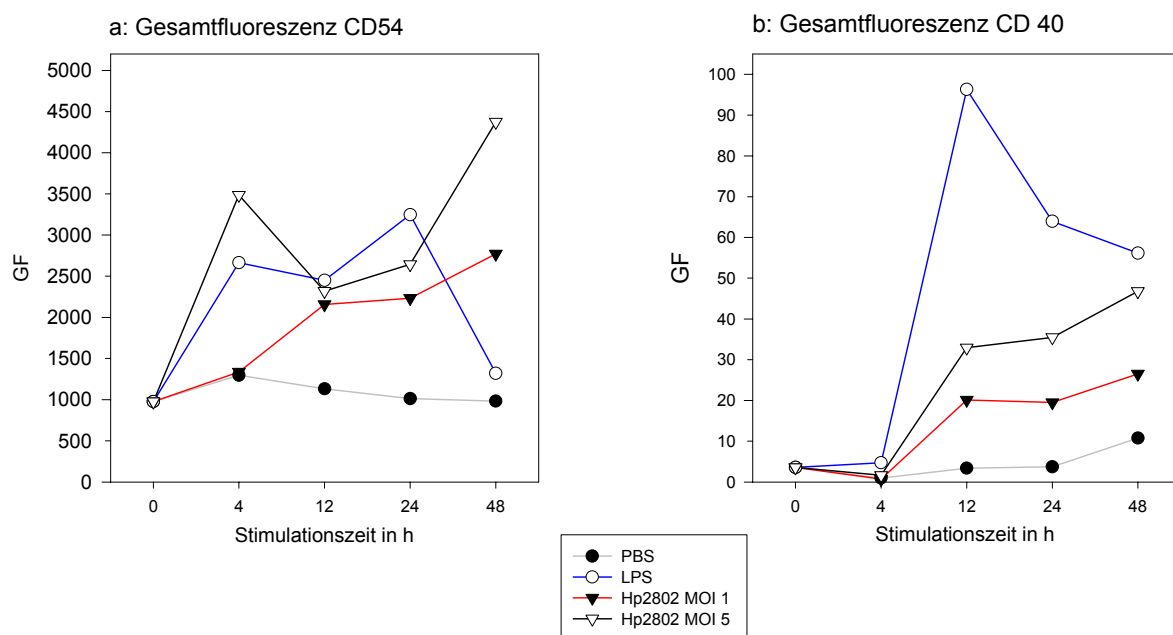 a: Gesamtfluoreszenz CD54
5000
4500
4000
3500
3000
2500
2000
1500
1000
500
0
GF
0 4 12 24 48
Stimulationszeit in h
b: Gesamtfluoreszenz CD 40
100
90
80
70
60
50
40
30
20
10
0
GF
0 4 12 24 48
Stimulationszeit in h
PBS
LPS
Hp2802 MOI 1
Hp2802 MOI 5